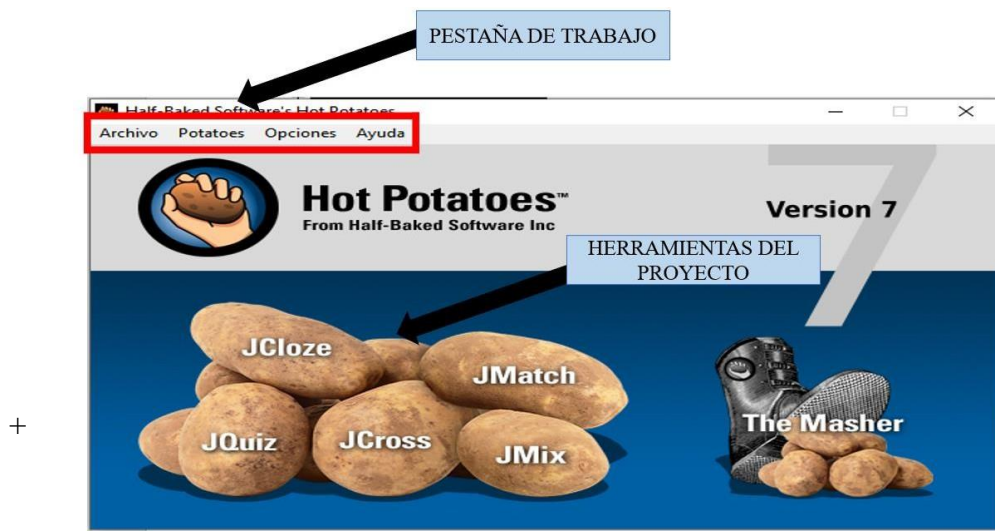 PESTAÑA DE TRABAJO
Half-Baked Software's Hot Potatoes
Archivo Potatoes Opciones Ayuda
Hot Potatoes™
From Half-Baked Software Inc
Version 7
7
HERRAMIENTAS DEL
PROYECTO
JCloze
JMatch
JQuiz
JCross
JMix
The Masher
+